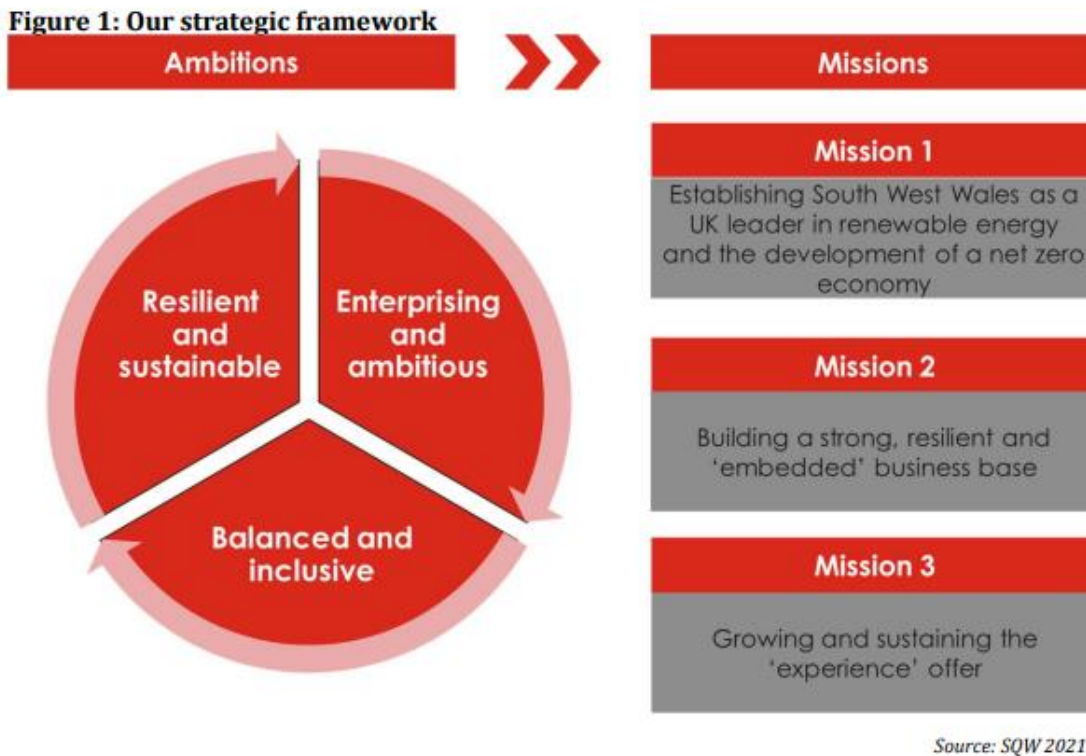 Figure 1: Our strategic framework
Ambitions
Missions
Resilient
and
sustainable
Enterprising
and
ambitious
Balanced and
inclusive
Mission 1
Establishing South West Wales as a
UK leader in renewable energy
and the development of a net zero
economy
Mission 2
Building a strong, resilient and
‘embedded’ business base
Mission 3
Growing and sustaining the
‘experience’ offer
Source: SQW 2021